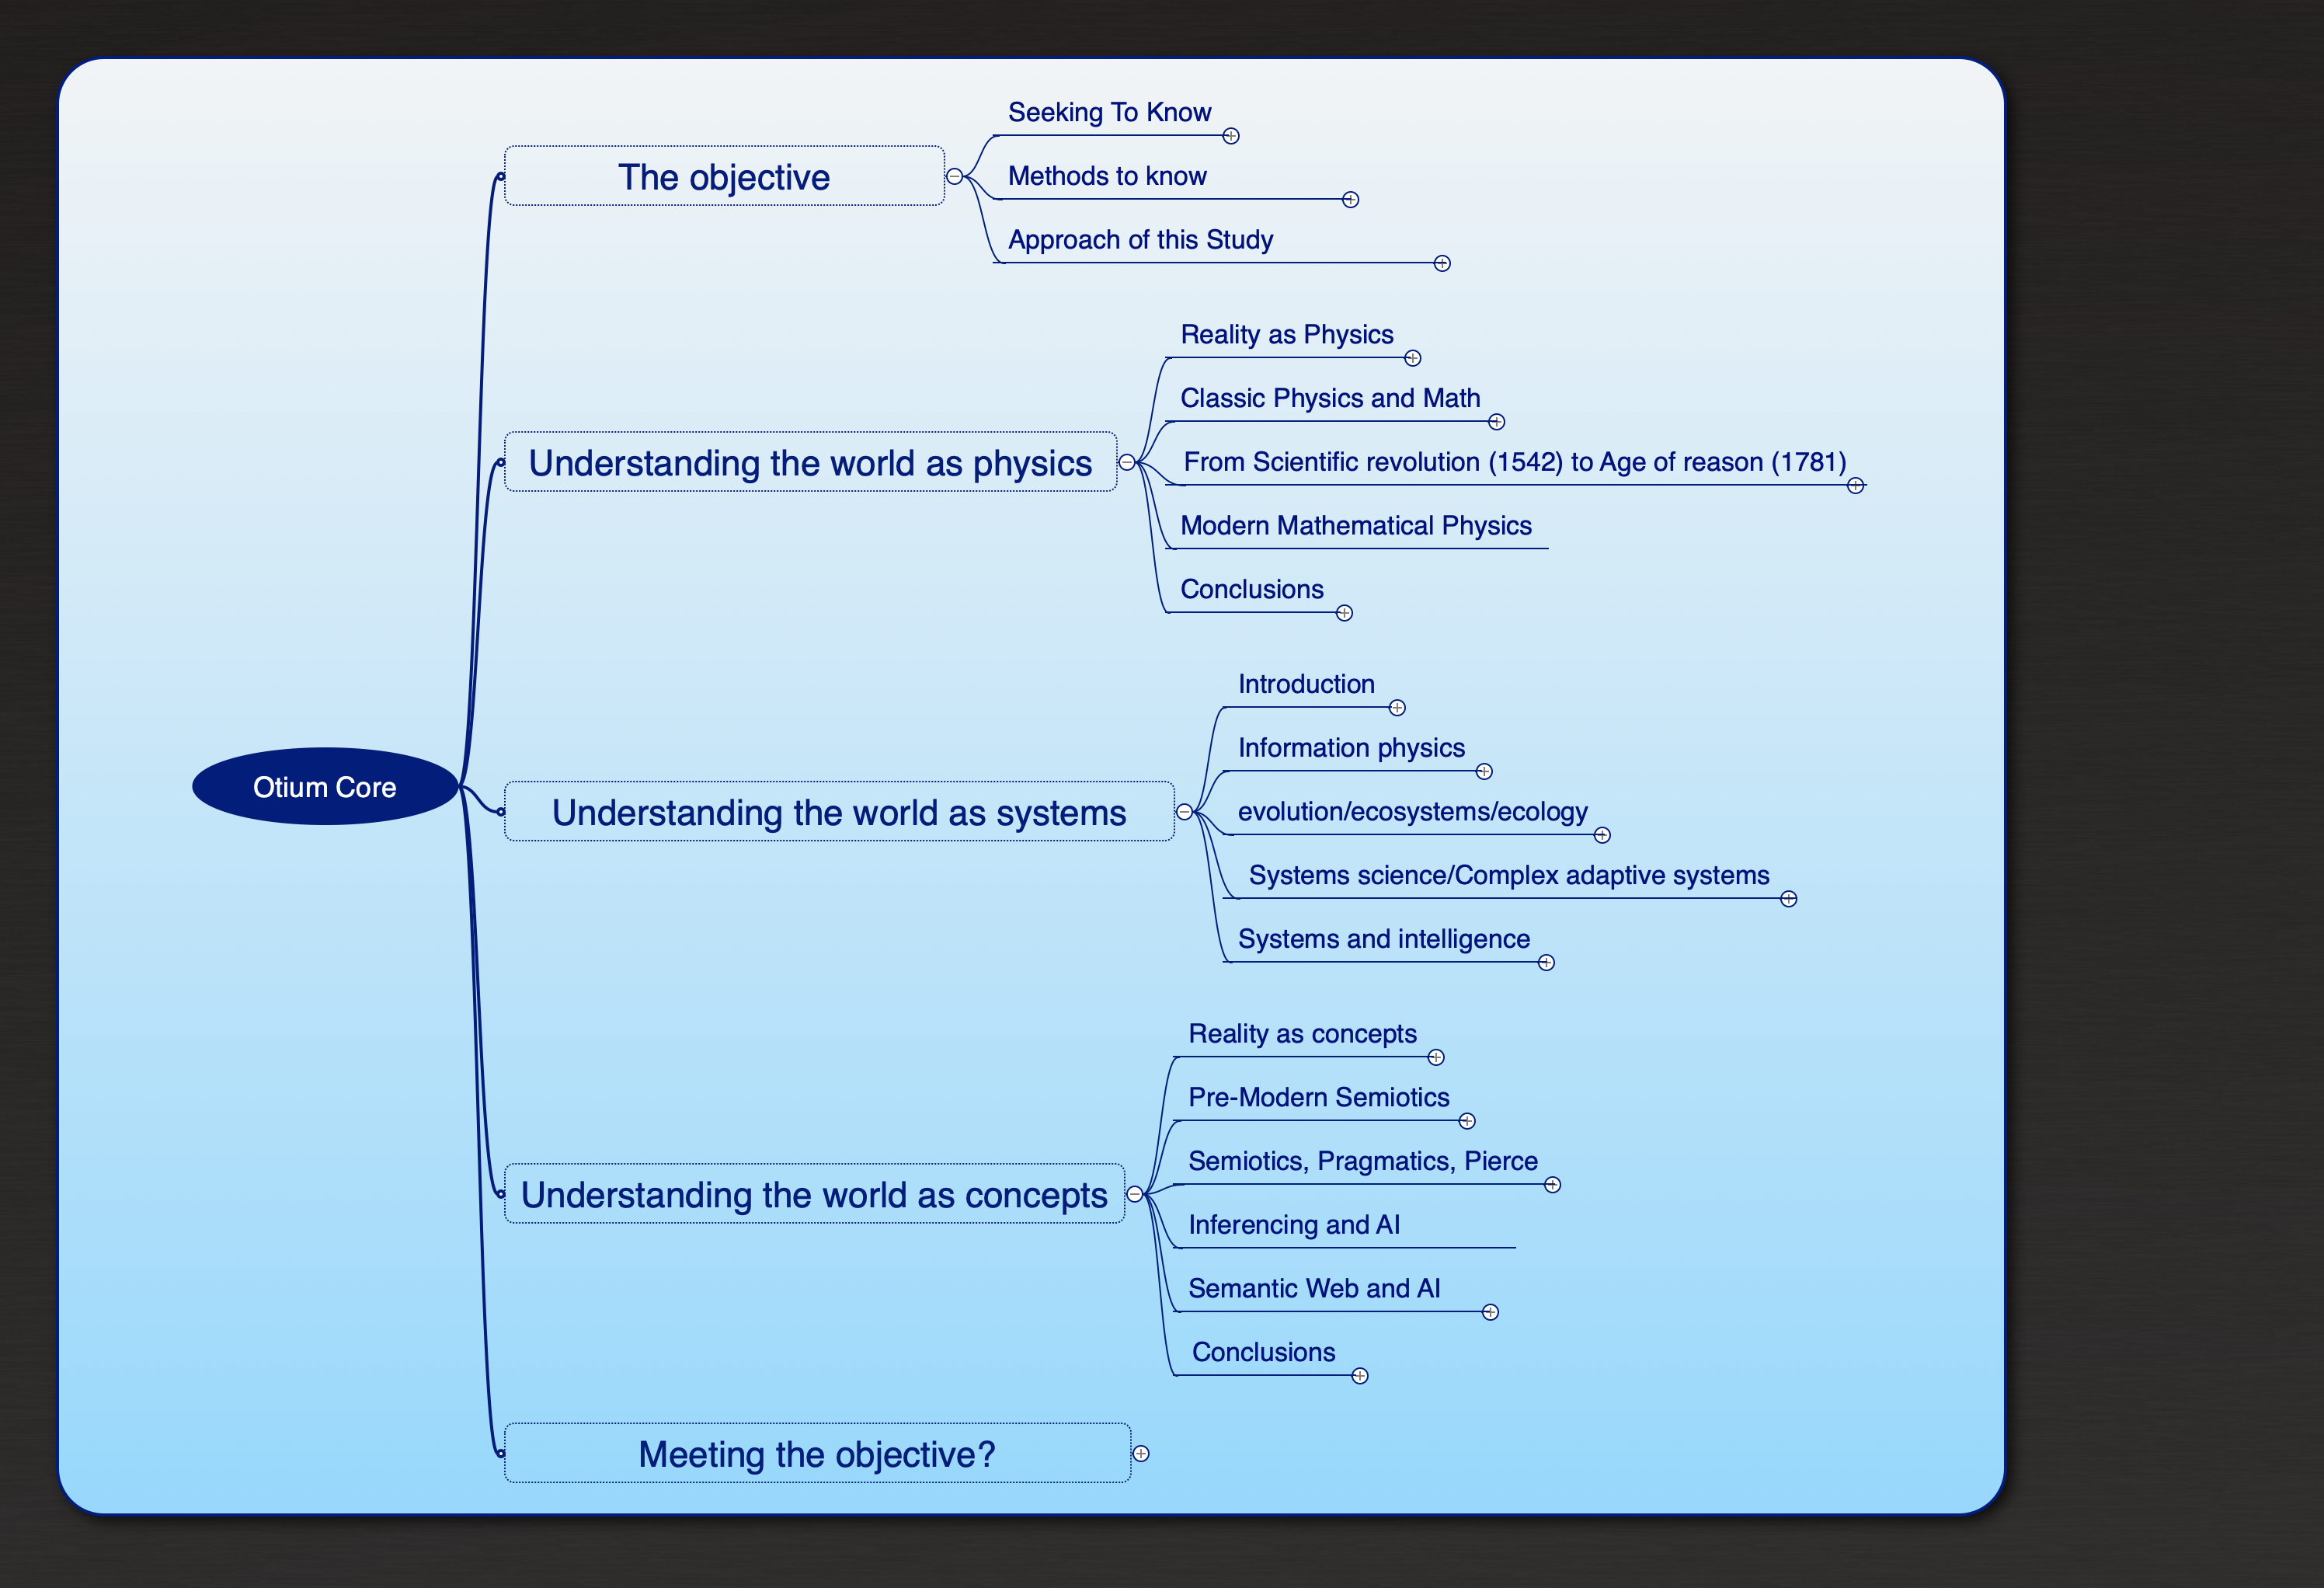 Otium Core
The objective
Seeking To Know
Methods to know
Approach of this Study
Understanding the world as physics
Reality as Physics
Classic Physics and Math
From Scientific revolution (1542) to Age of reason (1781)
Modern Mathematical Physics
Conclusions
Understanding the world as systems
Introduction
Information physics
evolution/ecosystems/ecology
Systems science/Complex adaptive systems
Systems and intelligence
Understanding the world as concepts
Reality as concepts
Pre-Modern Semiotics
Semiotics, Pragmatics, Pierce
Inferencing and AI
Semantic Web and AI
Conclusions
Meeting the objective?